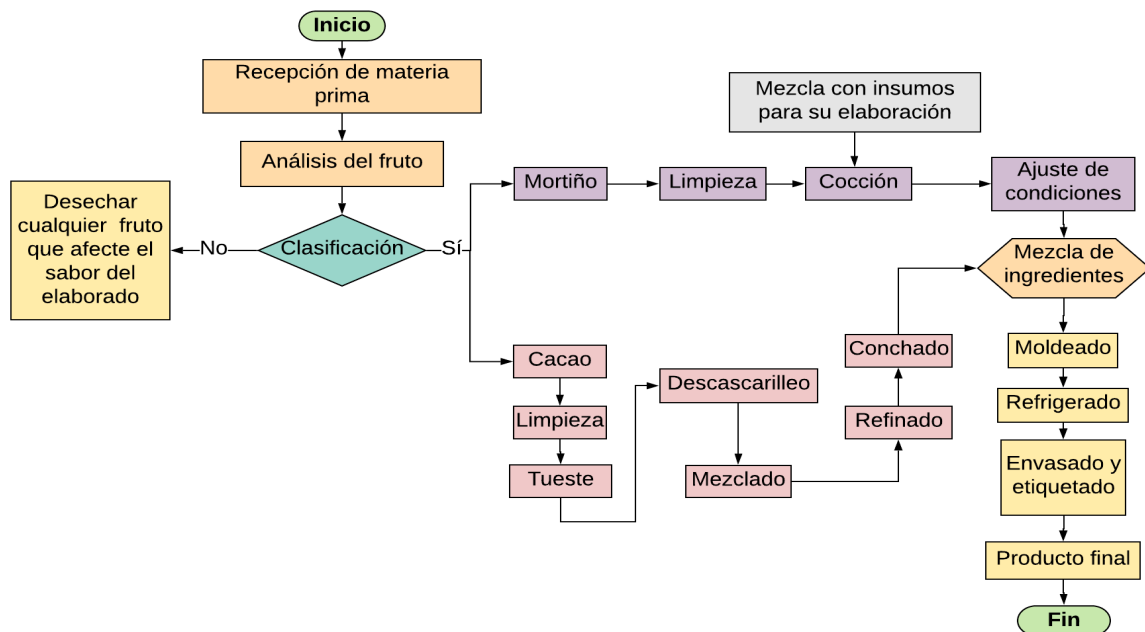 Inicio
Recepción de materia
prima
Análisis del fruto
Clasificación
No
Sí
Desechar
cualquier fruto
que afecte el
sabor del
elaborado
Mezcla con insumos
para su elaboración
Mortiño
Limpieza
Cocción
Ajuste de
condiciones
Mezcla de
ingredientes
Cacao
Limpieza
Tueste
Descascarilleo
Mezclado
Refinado
Conchado
Moldeado
Refrigerado
Envasado y
etiquetado
Producto final
Fin